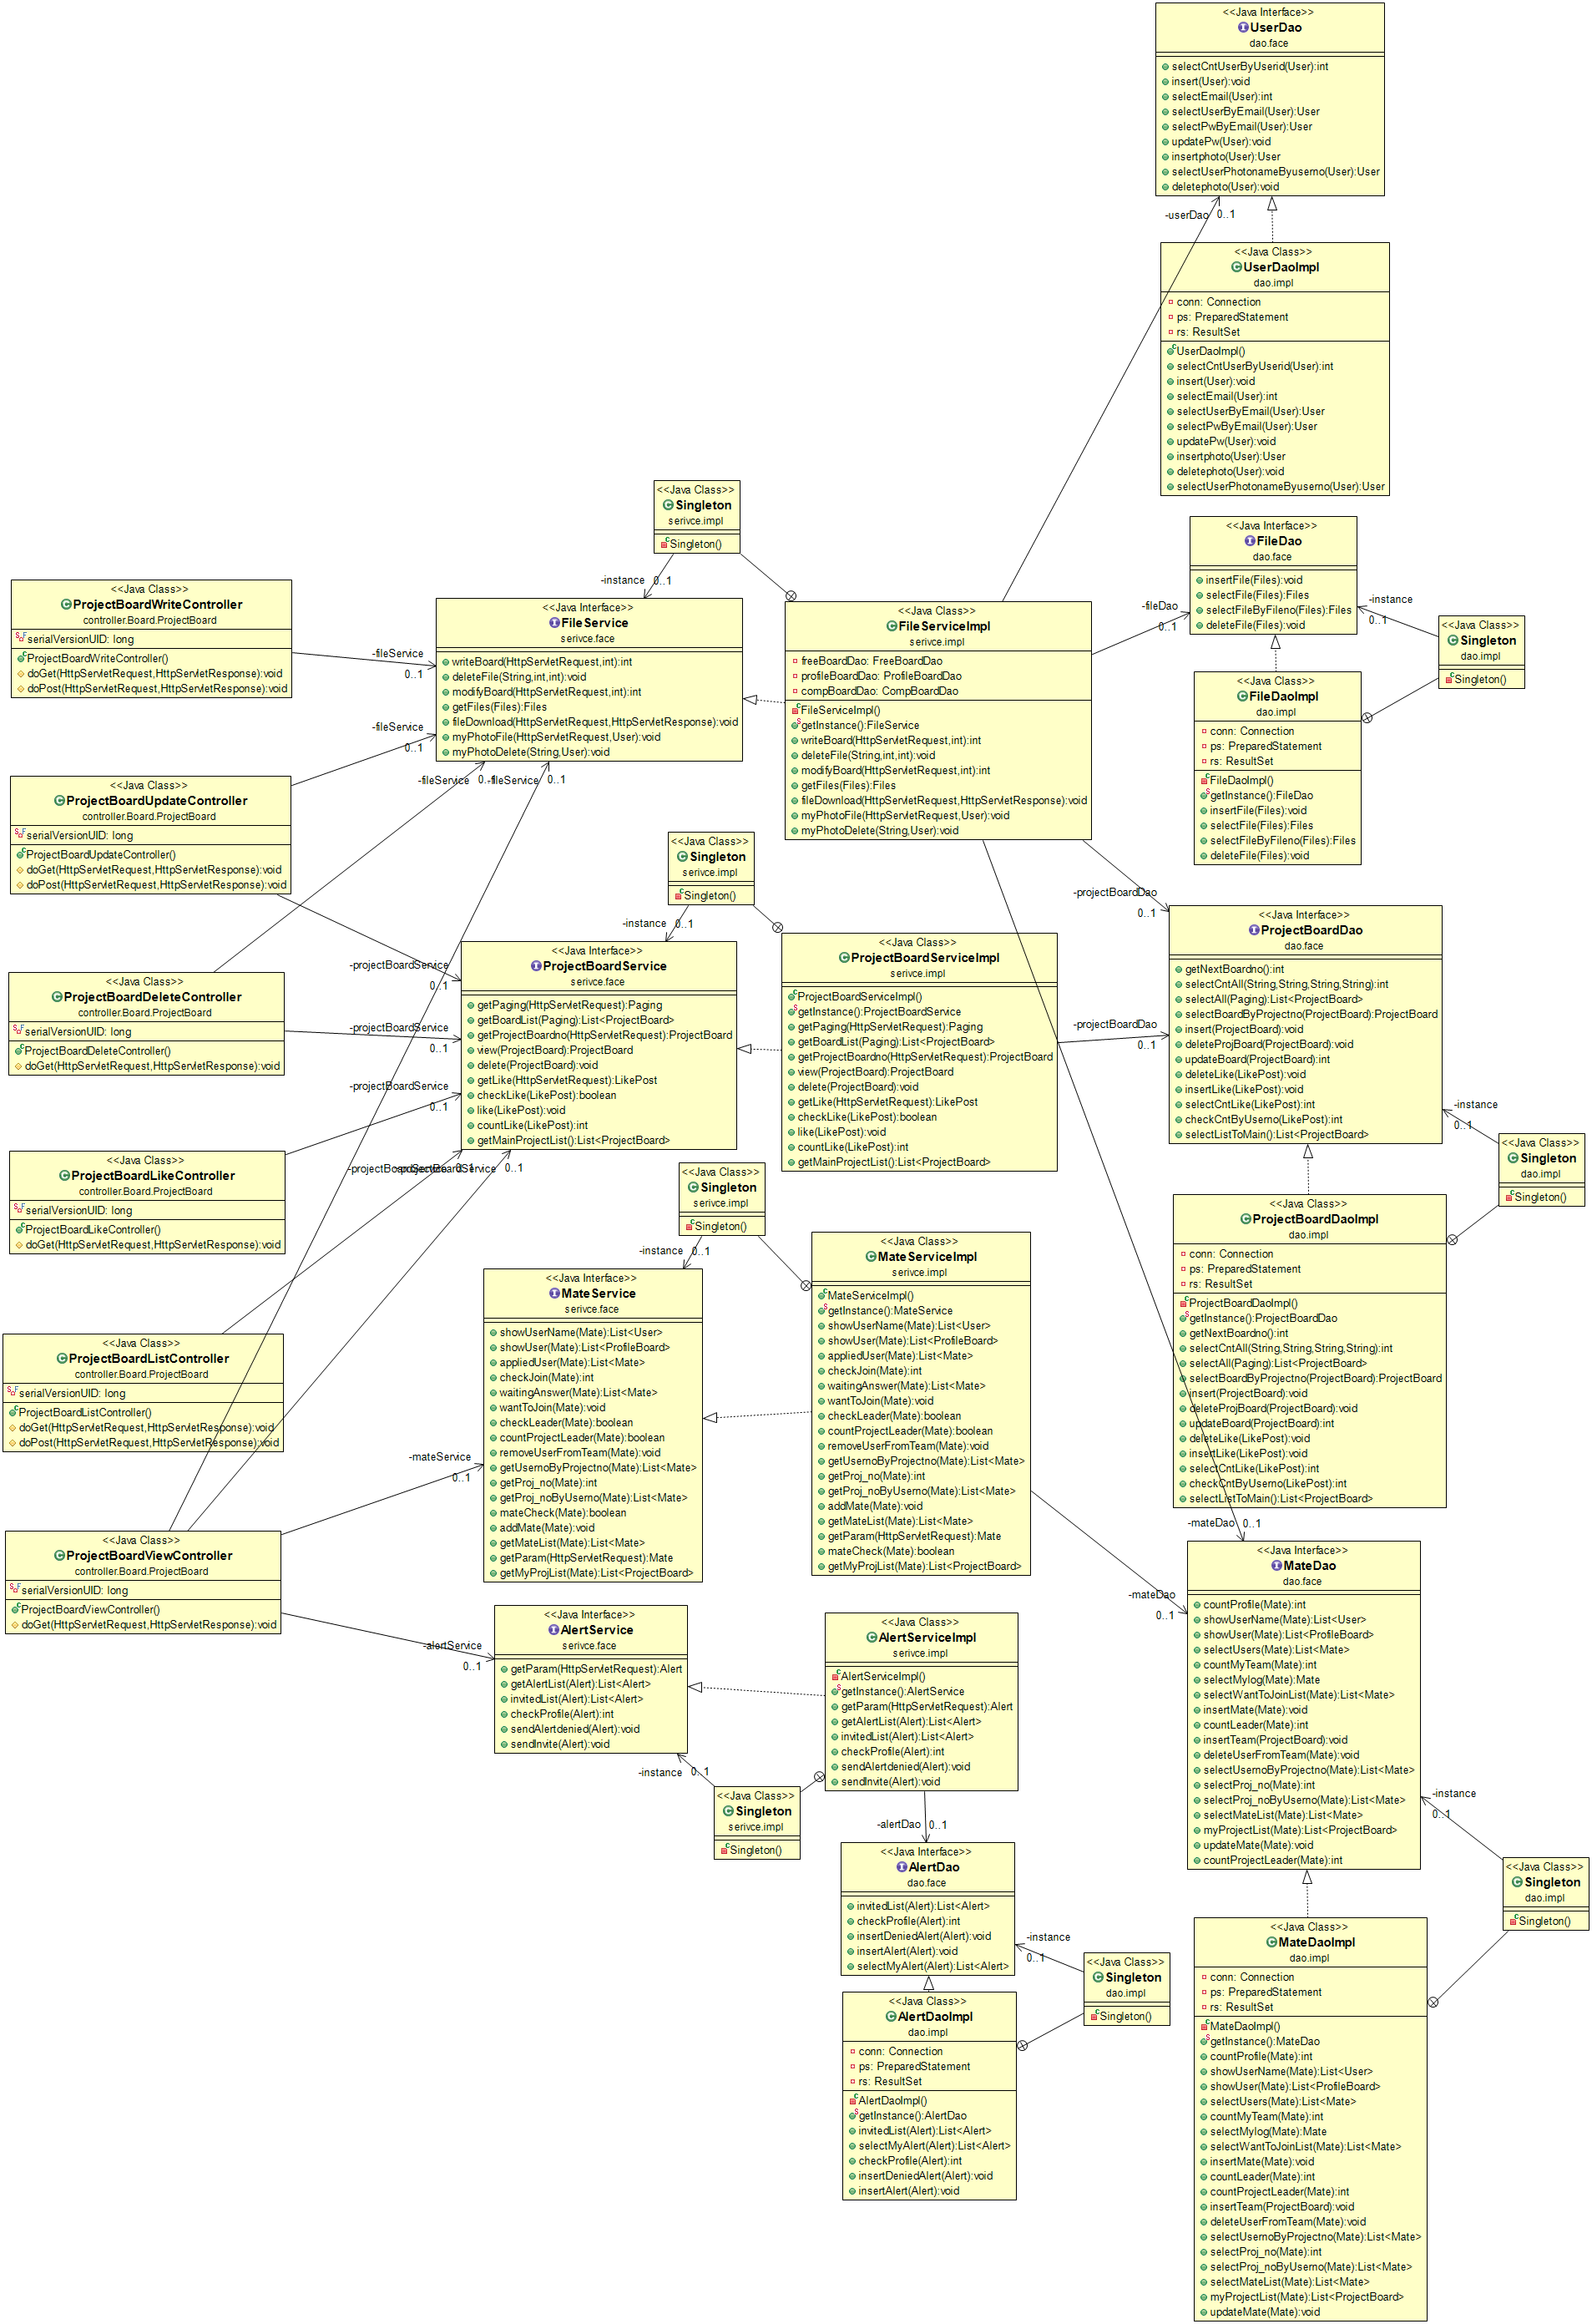 <<Java Interface>>
UserDao
dao.face
selectCntUserByUserid(User):int
insert(User):void
selectEmail(User):int
selectUserByEmail(User):User
selectPwByEmail(User):User
updatePw(User):void
insertphoto(User):User
selectUserPhotonameByuserno(User):User
deletephoto(User):void
-userDao 0..1
<<Java Class>>
UserDaoImpl
dao.impl
conn: Connection
ps: PreparedStatement
rs: ResultSet
UserDaoImpl()
selectCntUserByUserid(User):int
insert(User):void
selectEmail(User):int
selectUserByEmail(User):User
selectPwByEmail(User):User
updatePw(User):void
insertphoto(User):User
deletephoto(User):void
selectUserPhotonameByuserno(User):User
<<Java Class>>
Singleton
serivce.impl
Singleton()
-instance 0..1
<<Java Interface>>
FileDao
dao.face
insertFile(Files):void
selectFile(Files):Files
selectFileByFileno(Files):Files
deleteFile(Files):void
-fileDao
0..1
-instance
0..1
<<Java Class>>
Singleton
dao.impl
Singleton()
<<Java Class>>
ProjectBoardWriteController
controller.Board.ProjectBoard
serialVersionUID: long
ProjectBoardWriteController()
doGet(HttpServletRequest,HttpServletResponse):void
doPost(HttpServletRequest,HttpServletResponse):void
-fileService
0..1
<<Java Interface>>
FileService
serivce.face
writeBoard(HttpServletRequest,int):int
deleteFile(String,int,int):void
modifyBoard(HttpServletRequest,int):int
getFiles(Files):Files
fileDownload(HttpServletRequest,HttpServletResponse):void
myPhotoFile(HttpServletRequest,User):void
myPhotoDelete(String,User):void
<<Java Class>>
FileServiceImpl
serivce.impl
freeBoardDao: FreeBoardDao
profileBoardDao: ProfileBoardDao
compBoardDao: CompBoardDao
FileServiceImpl()
getInstance():FileService
writeBoard(HttpServletRequest,int):int
deleteFile(String,int,int):void
modifyBoard(HttpServletRequest,int):int
getFiles(Files):Files
fileDownload(HttpServletRequest,HttpServletResponse):void
myPhotoFile(HttpServletRequest,User):void
myPhotoDelete(String,User):void
<<Java Class>>
FileDaoImpl
dao.impl
conn: Connection
ps: PreparedStatement
rs: ResultSet
FileDaoImpl()
getInstance():FileDao
insertFile(Files):void
selectFile(Files):Files
selectFileByFileno(Files):Files
deleteFile(Files):void
-fileService
0..1
-fileService 0..1
-fileService 0..1
<<Java Class>>
ProjectBoardUpdateController
controller.Board.ProjectBoard
serialVersionUID: long
ProjectBoardUpdateController()
doGet(HttpServletRequest,HttpServletResponse):void
doPost(HttpServletRequest,HttpServletResponse):void
<<Java Class>>
Singleton
serivce.impl
Singleton()
-instance 0..1
-projectBoardDao
0..1
<<Java Interface>>
ProjectBoardDao
dao.face
getNextBoardno():int
selectCntAll(String,String,String,String):int
selectAll(Paging):List<ProjectBoard>
selectBoardByProjectno(ProjectBoard):ProjectBoard
insert(ProjectBoard):void
deleteProjBoard(ProjectBoard):void
updateBoard(ProjectBoard):int
deleteLike(LikePost):void
insertLike(LikePost):void
selectCntLike(LikePost):int
checkCntByUserno(LikePost):int
selectListToMain():List<ProjectBoard>
<<Java Interface>>
ProjectBoardService
serivce.face
getPaging(HttpServletRequest):Paging
getBoardList(Paging):List<ProjectBoard>
getProjectBoardno(HttpServletRequest):ProjectBoard
view(ProjectBoard):ProjectBoard
delete(ProjectBoard):void
getLike(HttpServletRequest):LikePost
checkLike(LikePost):boolean
like(LikePost):void
countLike(LikePost):int
getMainProjectList():List<ProjectBoard>
<<Java Class>>
ProjectBoardServiceImpl
serivce.impl
ProjectBoardServiceImpl()
getInstance():ProjectBoardService
getPaging(HttpServletRequest):Paging
getBoardList(Paging):List<ProjectBoard>
getProjectBoardno(HttpServletRequest):ProjectBoard
view(ProjectBoard):ProjectBoard
delete(ProjectBoard):void
getLike(HttpServletRequest):LikePost
checkLike(LikePost):boolean
like(LikePost):void
countLike(LikePost):int
getMainProjectList():List<ProjectBoard>
-projectBoardDao
0..1
-projectBoardService
0..1
<<Java Class>>
ProjectBoardDeleteController
controller.Board.ProjectBoard
serialVersionUID: long
ProjectBoardDeleteController()
doGet(HttpServletRequest,HttpServletResponse):void
-projectBoardService
0..1
-projectBoardService
0..1
-instance
0..1
<<Java Class>>
Singleton
dao.impl
Singleton()
<<Java Class>>
ProjectBoardLikeController
controller.Board.ProjectBoard
serialVersionUID: long
ProjectBoardLikeController()
doGet(HttpServletRequest,HttpServletResponse):void
-projectBoardService 0..1
-projectBoardService 0..1
<<Java Class>>
Singleton
serivce.impl
Singleton()
-instance 0..1
<<Java Class>>
ProjectBoardDaoImpl
dao.impl
conn: Connection
ps: PreparedStatement
rs: ResultSet
ProjectBoardDaoImpl()
getInstance():ProjectBoardDao
getNextBoardno():int
selectCntAll(String,String,String,String):int
selectAll(Paging):List<ProjectBoard>
selectBoardByProjectno(ProjectBoard):ProjectBoard
insert(ProjectBoard):void
deleteProjBoard(ProjectBoard):void
updateBoard(ProjectBoard):int
deleteLike(LikePost):void
insertLike(LikePost):void
selectCntLike(LikePost):int
checkCntByUserno(LikePost):int
selectListToMain():List<ProjectBoard>
<<Java Interface>>
MateService
serivce.face
showUserName(Mate):List<User>
showUser(Mate):List<ProfileBoard>
appliedUser(Mate):List<Mate>
checkJoin(Mate):int
waitingAnswer(Mate):List<Mate>
wantToJoin(Mate):void
checkLeader(Mate):boolean
countProjectLeader(Mate):boolean
removeUserFromTeam(Mate):void
getUsernoByProjectno(Mate):List<Mate>
getProj_no(Mate):int
getProj_noByUserno(Mate):List<Mate>
mateCheck(Mate):boolean
addMate(Mate):void
getMateList(Mate):List<Mate>
getParam(HttpServletRequest):Mate
getMyProjList(Mate):List<ProjectBoard>
<<Java Class>>
MateServiceImpl
serivce.impl
MateServiceImpl()
getInstance():MateService
showUserName(Mate):List<User>
showUser(Mate):List<ProfileBoard>
appliedUser(Mate):List<Mate>
checkJoin(Mate):int
waitingAnswer(Mate):List<Mate>
wantToJoin(Mate):void
checkLeader(Mate):boolean
countProjectLeader(Mate):boolean
removeUserFromTeam(Mate):void
getUsernoByProjectno(Mate):List<Mate>
getProj_no(Mate):int
getProj_noByUserno(Mate):List<Mate>
addMate(Mate):void
getMateList(Mate):List<Mate>
getParam(HttpServletRequest):Mate
mateCheck(Mate):boolean
getMyProjList(Mate):List<ProjectBoard>
<<Java Class>>
ProjectBoardListController
controller.Board.ProjectBoard
serialVersionUID: long
ProjectBoardListController()
doGet(HttpServletRequest,HttpServletResponse):void
doPost(HttpServletRequest,HttpServletResponse):void
-mateService
0..1
-mateDao 0..1
-mateDao
0..1
<<Java Class>>
ProjectBoardViewController
controller.Board.ProjectBoard
serialVersionUID: long
ProjectBoardViewController()
doGet(HttpServletRequest,HttpServletResponse):void
-alertService
0..1
<<Java Interface>>
MateDao
dao.face
countProfile(Mate):int
showUserName(Mate):List<User>
showUser(Mate):List<ProfileBoard>
selectUsers(Mate):List<Mate>
countMyTeam(Mate):int
selectMylog(Mate):Mate
selectWantToJoinList(Mate):List<Mate>
insertMate(Mate):void
countLeader(Mate):int
insertTeam(ProjectBoard):void
deleteUserFromTeam(Mate):void
selectUsernoByProjectno(Mate):List<Mate>
selectProj_no(Mate):int
selectProj_noByUserno(Mate):List<Mate>
selectMateList(Mate):List<Mate>
myProjectList(Mate):List<ProjectBoard>
updateMate(Mate):void
countProjectLeader(Mate):int
<<Java Interface>>
AlertService
serivce.face
getParam(HttpServletRequest):Alert
getAlertList(Alert):List<Alert>
invitedList(Alert):List<Alert>
checkProfile(Alert):int
sendAlertdenied(Alert):void
sendInvite(Alert):void
<<Java Class>>
AlertServiceImpl
serivce.impl
AlertServiceImpl()
getInstance():AlertService
getParam(HttpServletRequest):Alert
getAlertList(Alert):List<Alert>
invitedList(Alert):List<Alert>
checkProfile(Alert):int
sendAlertdenied(Alert):void
sendInvite(Alert):void
-instance 0..1
<<Java Class>>
Singleton
serivce.impl
Singleton()
-alertDao 0..1
-instance
0..1
<<Java Class>>
Singleton
dao.impl
Singleton()
<<Java Interface>>
AlertDao
dao.face
invitedList(Alert):List<Alert>
checkProfile(Alert):int
insertDeniedAlert(Alert):void
insertAlert(Alert):void
selectMyAlert(Alert):List<Alert>
-instance
0..1
<<Java Class>>
Singleton
dao.impl
Singleton()
<<Java Class>>
AlertDaoImpl
dao.impl
conn: Connection
ps: PreparedStatement
rs: ResultSet
AlertDaoImpl()
getInstance():AlertDao
invitedList(Alert):List<Alert>
selectMyAlert(Alert):List<Alert>
checkProfile(Alert):int
insertDeniedAlert(Alert):void
insertAlert(Alert):void
<<Java Class>>
MateDaoImpl
dao.impl
conn: Connection
ps: PreparedStatement
rs: ResultSet
MateDaoImpl()
getInstance():MateDao
countProfile(Mate):int
showUserName(Mate):List<User>
showUser(Mate):List<ProfileBoard>
selectUsers(Mate):List<Mate>
countMyTeam(Mate):int
selectMylog(Mate):Mate
selectWantToJoinList(Mate):List<Mate>
insertMate(Mate):void
countLeader(Mate):int
countProjectLeader(Mate):int
insertTeam(ProjectBoard):void
deleteUserFromTeam(Mate):void
selectUsernoByProjectno(Mate):List<Mate>
selectProj_no(Mate):int
selectProj_noByUserno(Mate):List<Mate>
selectMateList(Mate):List<Mate>
myProjectList(Mate):List<ProjectBoard>
updateMate(Mate):void